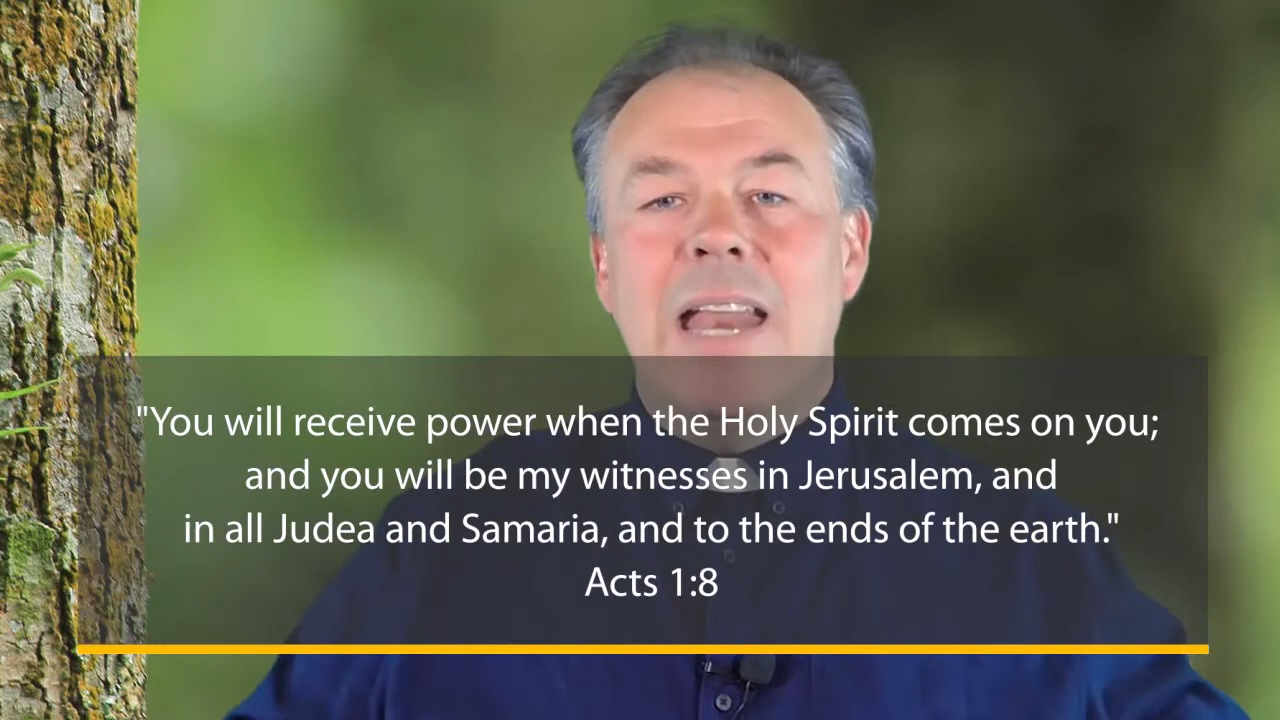 "You will receive power when the Holy Spirit comes on you;
and you will be my witnesses in Jerusalem, and
in all Judea and Samaria, and to the ends of the earth."
Acts 1:8